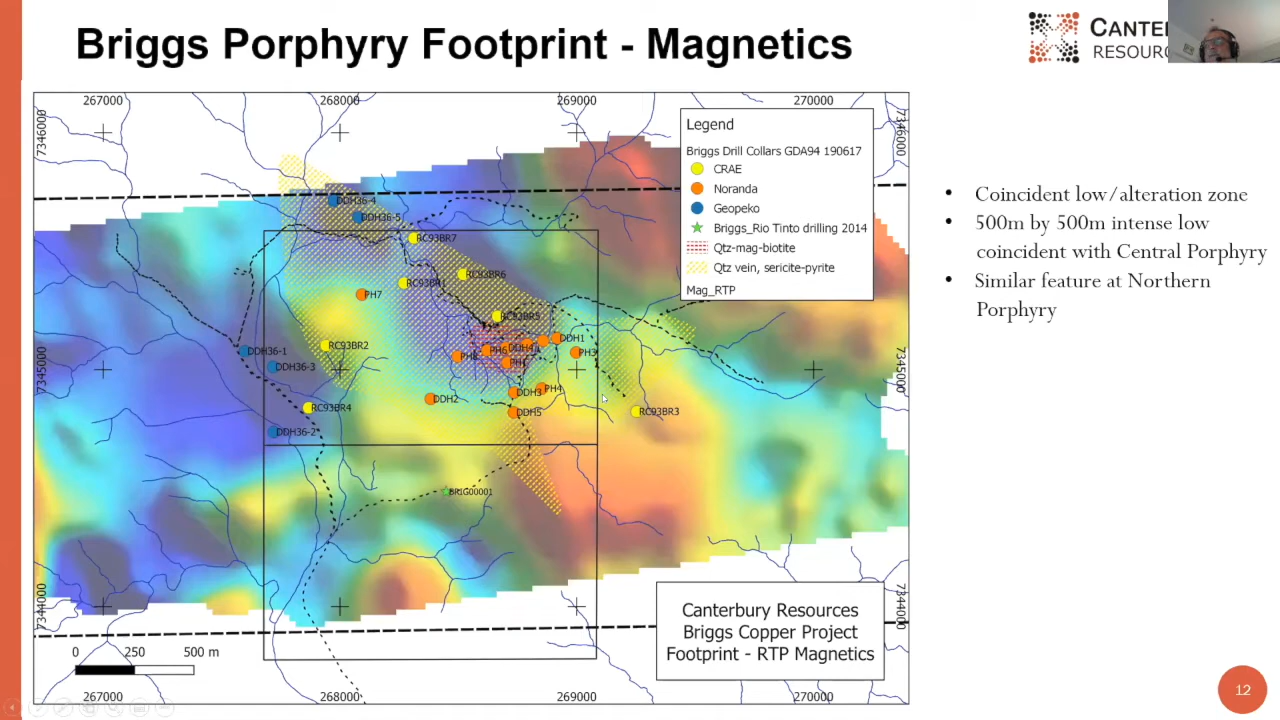 Briggs Porphyry Footprint - Magnetics
RESOUR
267000
268000
269000
270000
7346000
7346000
Legend
Briggs Drill Collars GDA94 190617
CRAE
Noranda
Geopeko
Briggs_Rio Tinto drilling 2014
Qtz-mag-biotite
Qtz vein, sericite-pyrite
Mag_RTP
DDH36-4
DDH36-5
RC93BR7
RC93BR6
PH7
RC93BR5
DDH1
RC93BR2
PH3
DDH36-1
DDH36-3
PH4
DDH3
DDH2
RC93BR4
DDH5
RC93BR3
DDH36-2
7345000
7345000
BRIG00001
7344000
7344000
Canterbury Resources
Briggs Copper Project
Footprint - RTP Magnetics
0 250 500 m
267000
268000
269000
270000
• Coincident low/alteration zone
• 500m by 500m intense low
coincident with Central Porphyry
• Similar feature at Northern
Porphyry
12